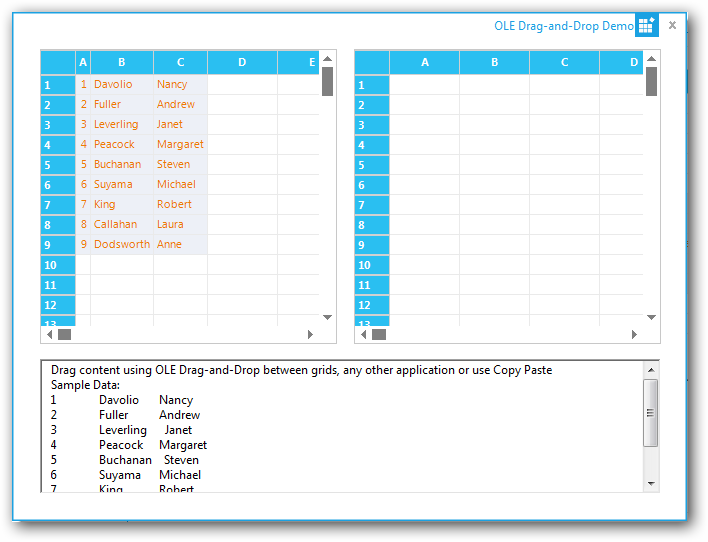 OLE Drag-and-Drop Demo x
A B C D E
1 1 Davolio Nancy
2 2 Fuller Andrew
3 3 Leverling Janet
4 4 Peacock Margaret
5 5 Buchanan Steven
6 6 Suyama Michael
7 7 King Robert
8 8 Callahan Laura
9 9 Dodsworth Anne
10
11
12
13
A B C D
1
2
3
4
5
6
7
8
9
10
11
12
13
Drag content using OLE Drag-and-Drop between grids, any other application or use Copy Paste
Sample Data:
1 Davolio Nancy
2 Fuller Andrew
3 Leverling Janet
4 Peacock Margaret
5 Buchanan Steven
6 Suyama Michael
7 King Robert